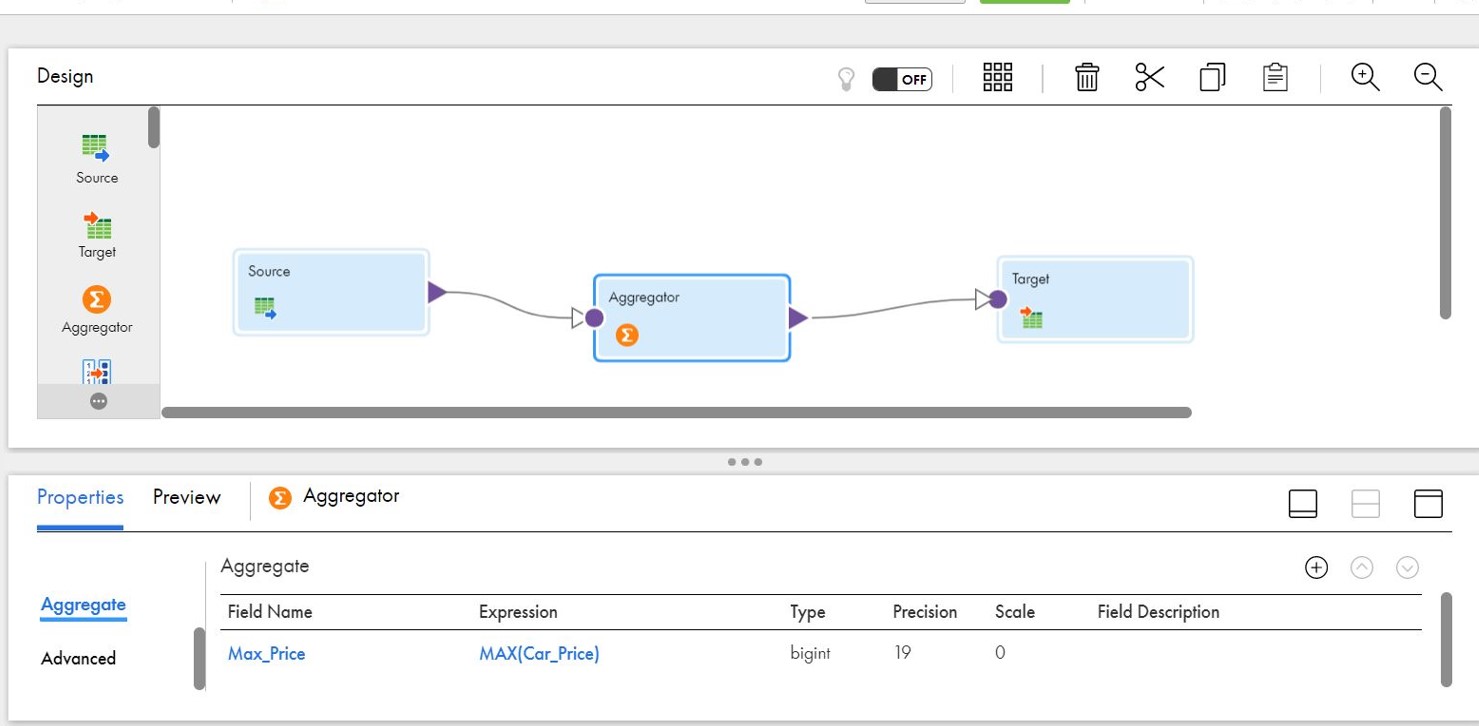 Design
OFF
Source
Target
Aggregator
Source
Aggregator
Target
Properties Preview Aggregator
Aggregate
Advanced
Aggregate
Field Name Expression Type Precision Scale Field Description
Max_Price MAX(Car_Price) bigint 19 0